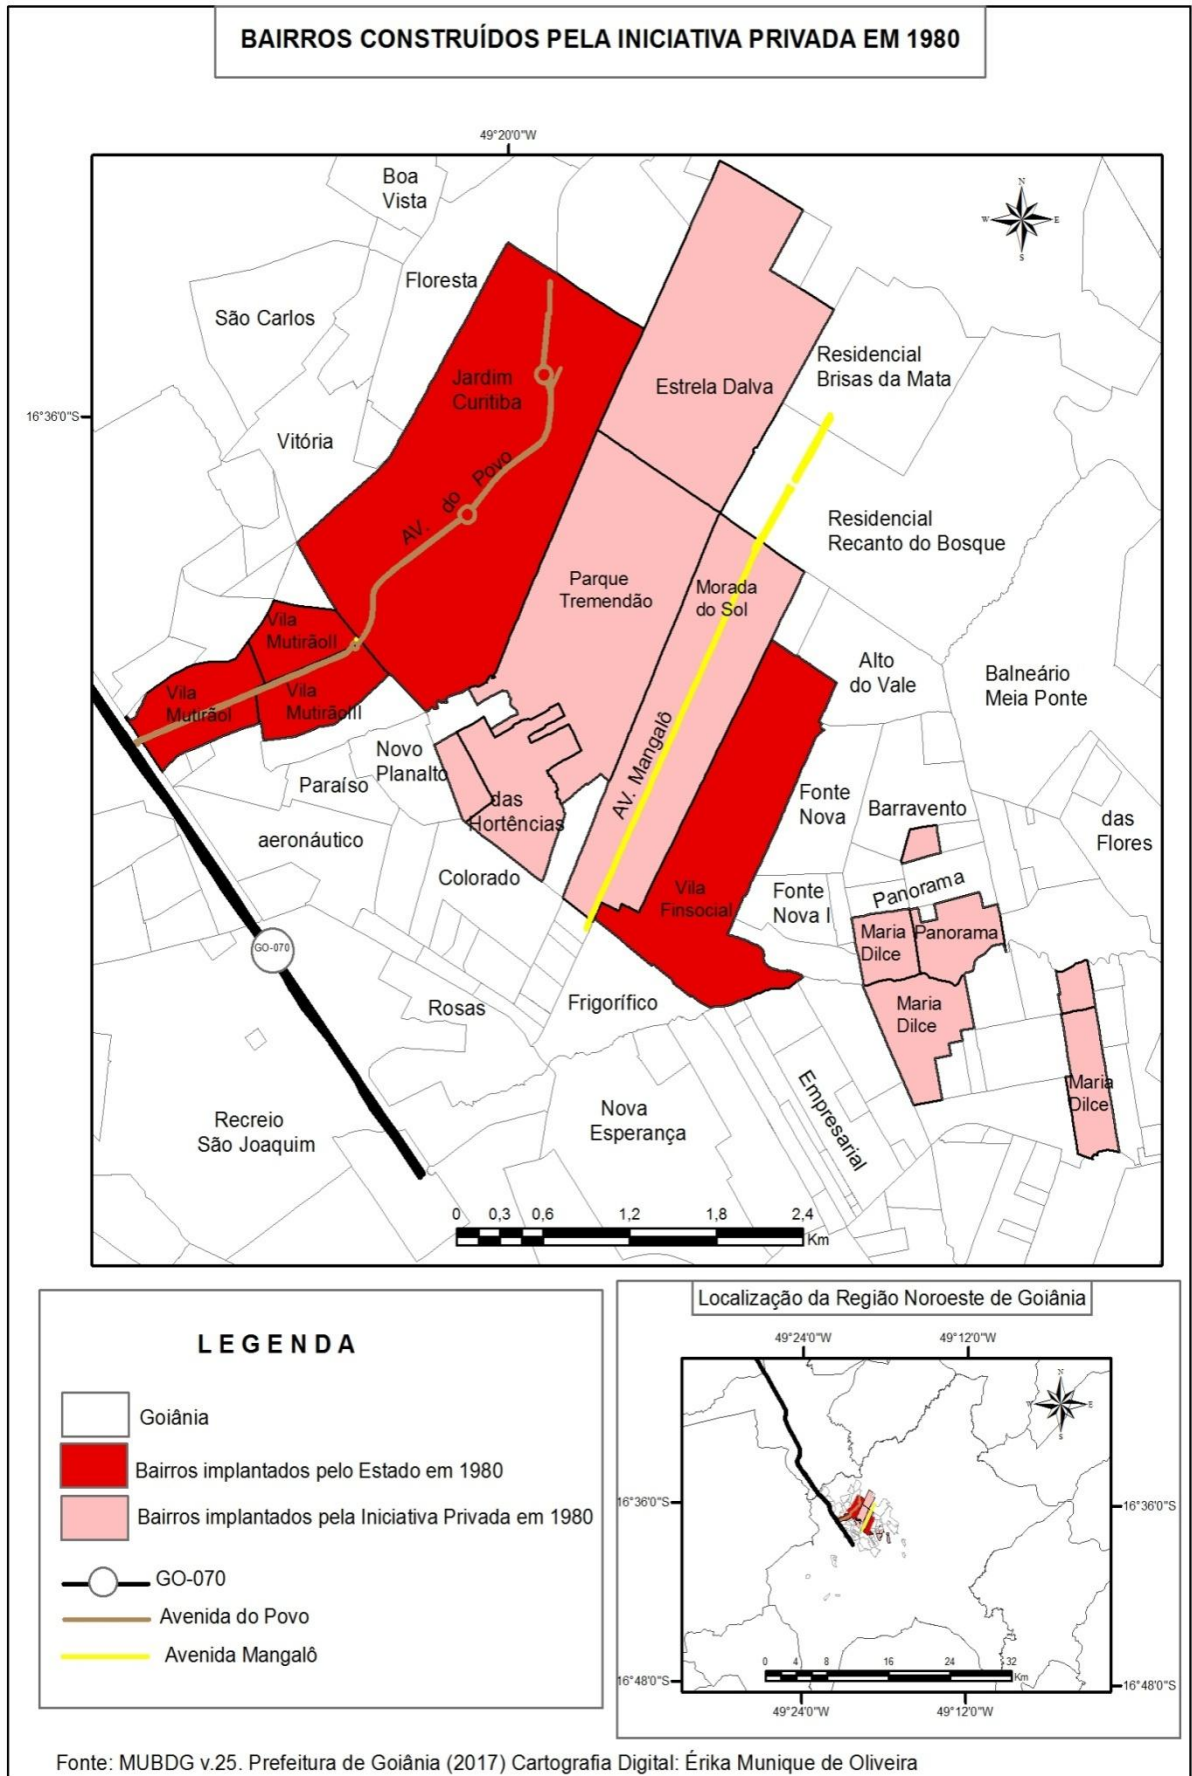 BAIRROS CONSTRUÍDOS PELA INICIATIVA PRIVADA EM 1980
49°20'0"W
16°36'0"S
N
W E
S
Boa
Vista
Floresta
São Carlos
Vitória
Jardim
Curitiba
AV. do Povo
Estrela Dalva
Residencial
Brisas da Mata
Residencial
Recanto do Bosque
Parque
Tremendão
Morada
do Sol
Vila
MutirãoII
Vila
MutirãoI
Vila
MutirãoIII
Alto
do Vale
Balneário
Meia Ponte
Novo
Planalto
Paraíso
aeronáutico
das
Hortências
AV. Mangalô
Fonte
Nova
Barravento
das
Flores
Colorado
Vila
Finsocial
Fonte
Nova I
Panorama
Maria
Dilce
Panorama
GO-070
Rosas
Frigorífico
Maria
Dilce
Maria
Dilce
Empresarial
Recreio
São Joaquim
Nova
Esperança
0 0,3 0,6 1,2 1,8 2,4
Km
LEGENDA
Goiânia
Bairros implantados pelo Estado em 1980
Bairros implantados pela Iniciativa Privada em 1980
GO-070
Avenida do Povo
Avenida Mangalô
Localização da Região Noroeste de Goiânia
49°24'0"W 49°12'0"W
N
W E
S
16°36'0"S 16°36'0"S
0 4 8 16 24 32
Km
16°48'0"S 16°48'0"S
49°24'0"W 49°12'0"W
Fonte: MUBDG v.25. Prefeitura de Goiânia (2017) Cartografia Digital: Érika Munique de Oliveira